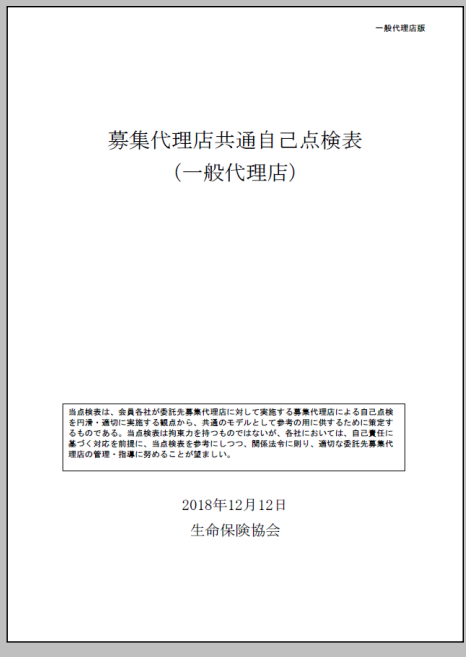 一般代理店版
募集代理店共通自己点検表
（一般代理店）
当点検表は、会員各社が委託先募集代理店に対して実施する募集代理店による自己点検
を円滑・適切に実施する観点から、共通のモデルとして参考の用に供するために策定す
るものである。当点検表は拘束力を持つものではないが、各社においては、自己責任に
基づく対応を前提に、当点検表を参考にしつつ、関係法令に則り、適切な委託先募集代
理店の管理・指導に努めることが望ましい。
2018年12月12日
生命保険協会